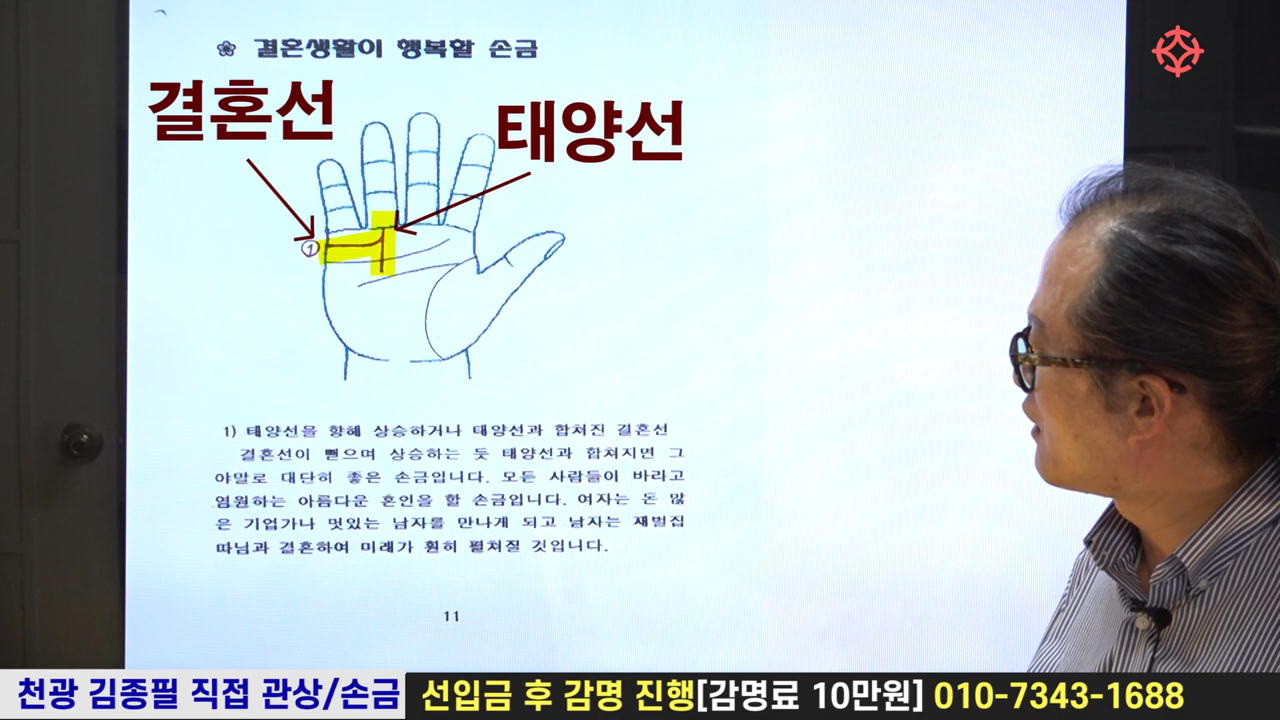 ❀ 결혼생활이 행복할 손금
결혼선
태양선
①
1) 태양선을 향해 상승하거나 태양선과 합쳐진 결혼선
결혼선이 뻗으며 상승하는 듯 태양선과 합쳐지면 그
야말로 대단히 좋은 손금입니다. 모든 사람들이 바라고
염원하는 아름다운 혼인을 할 손금입니다. 여자는 돈 많
은 기업가나 멋있는 남자를 만나게 되고 남자는 재벌집
따님과 결혼하여 미래가 훤히 펼쳐질 것입니다.
11
천광 김종필 직접 관상/손금
선입금 후 감명 진행[감명료 10만원] 010-7343-1688